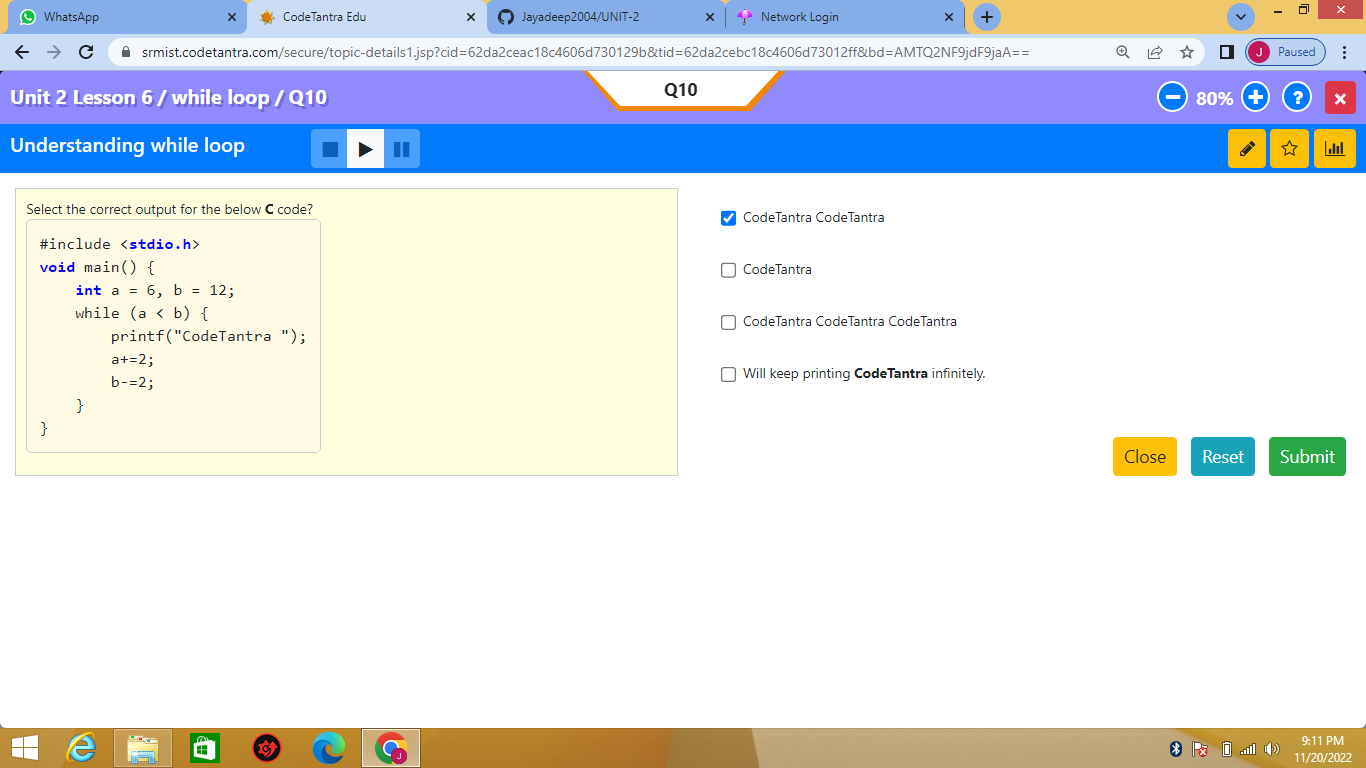 WhatsApp
CodeTantra Edu
Jayadeep2004/UNIT-2
Network Login
srmist.codetantra.com/secure/topic-details1.jsp?cid=62da2ceac18c4606d730129b&tid=62da2cebc18c4606d73012ff&bd=AMTQ2NF9jdF9jaA==
J Paused
Unit 2 Lesson 6 / while loop / Q10
Q10
80%
?
Understanding while loop
Select the correct output for the below C code?
#include <stdio.h>
void main() {
int a = 6, b = 12;
while (a < b) {
printf("CodeTantra ");
a+=2;
b-=2;
}
}
CodeTantra CodeTantra
CodeTantra
CodeTantra CodeTantra CodeTantra
Will keep printing CodeTantra infinitely.
Close
Reset
Submit
J
9:11 PM
11/20/2022